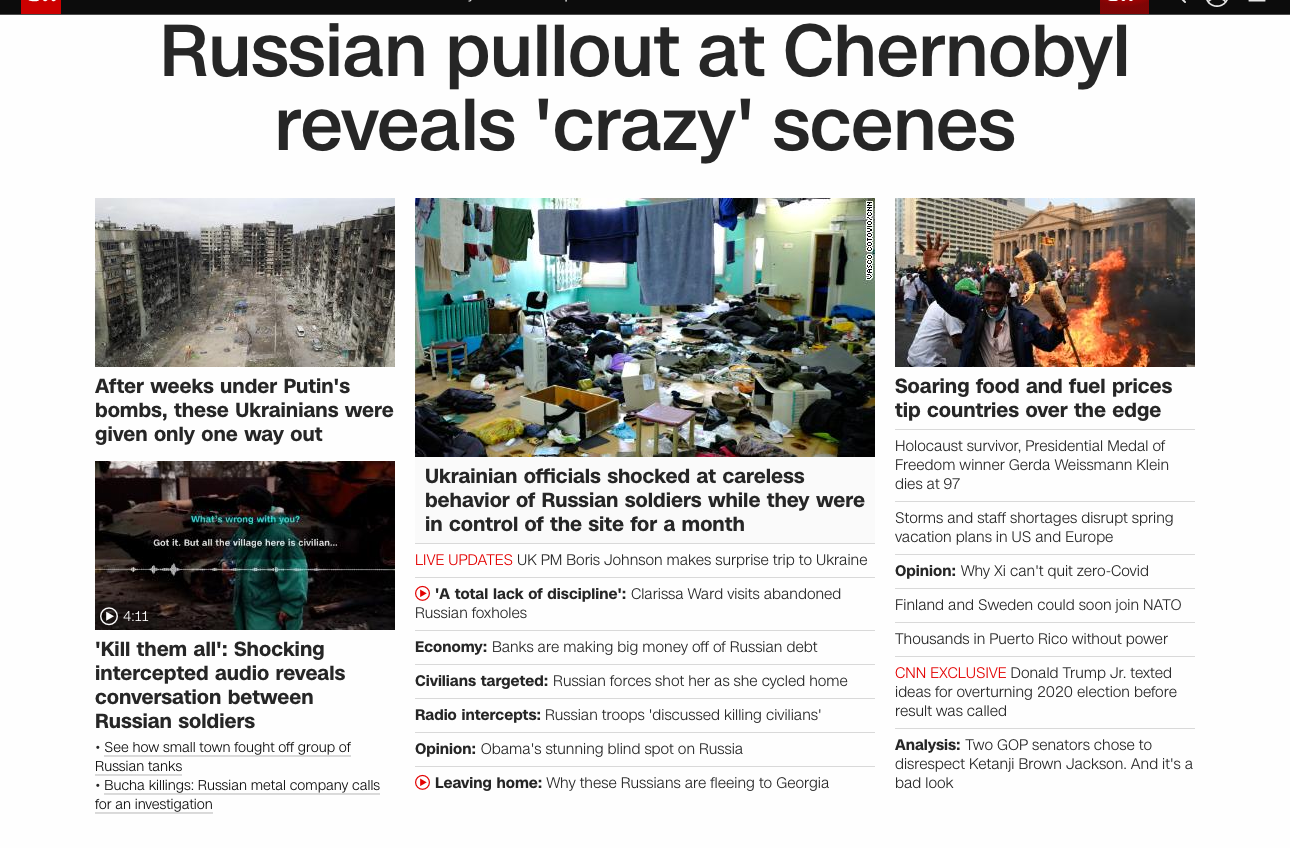 Russian pullout at Chernobyl
reveals 'crazy' scenes
After weeks under Putin's
bombs, these Ukrainians were
given only one way out
What's wrong with you?
Got it. But all the village here is civilian...
4:11
'Kill them all': Shocking
intercepted audio reveals
conversation between
Russian soldiers
• See how small town fought off group of
Russian tanks
• Bucha killings: Russian metal company calls
for an investigation
VASCO COTOVIO/CNN
Ukrainian officials shocked at careless
behavior of Russian soldiers while they were
in control of the site for a month
LIVE UPDATES UK PM Boris Johnson makes surprise trip to Ukraine
'A total lack of discipline': Clarissa Ward visits abandoned
Russian foxholes
Economy: Banks are making big money off of Russian debt
Civilians targeted: Russian forces shot her as she cycled home
Radio intercepts: Russian troops 'discussed killing civilians'
Opinion: Obama's stunning blind spot on Russia
Leaving home: Why these Russians are fleeing to Georgia
Soaring food and fuel prices
tip countries over the edge
Holocaust survivor, Presidential Medal of
Freedom winner Gerda Weissmann Klein
dies at 97
Storms and staff shortages disrupt spring
vacation plans in US and Europe
Opinion: Why Xi can't quit zero-Covid
Finland and Sweden could soon join NATO
Thousands in Puerto Rico without power
CNN EXCLUSIVE Donald Trump Jr. texted
ideas for overturning 2020 election before
result was called
Analysis: Two GOP senators chose to
disrespect Ketanji Brown Jackson. And it's a
bad look